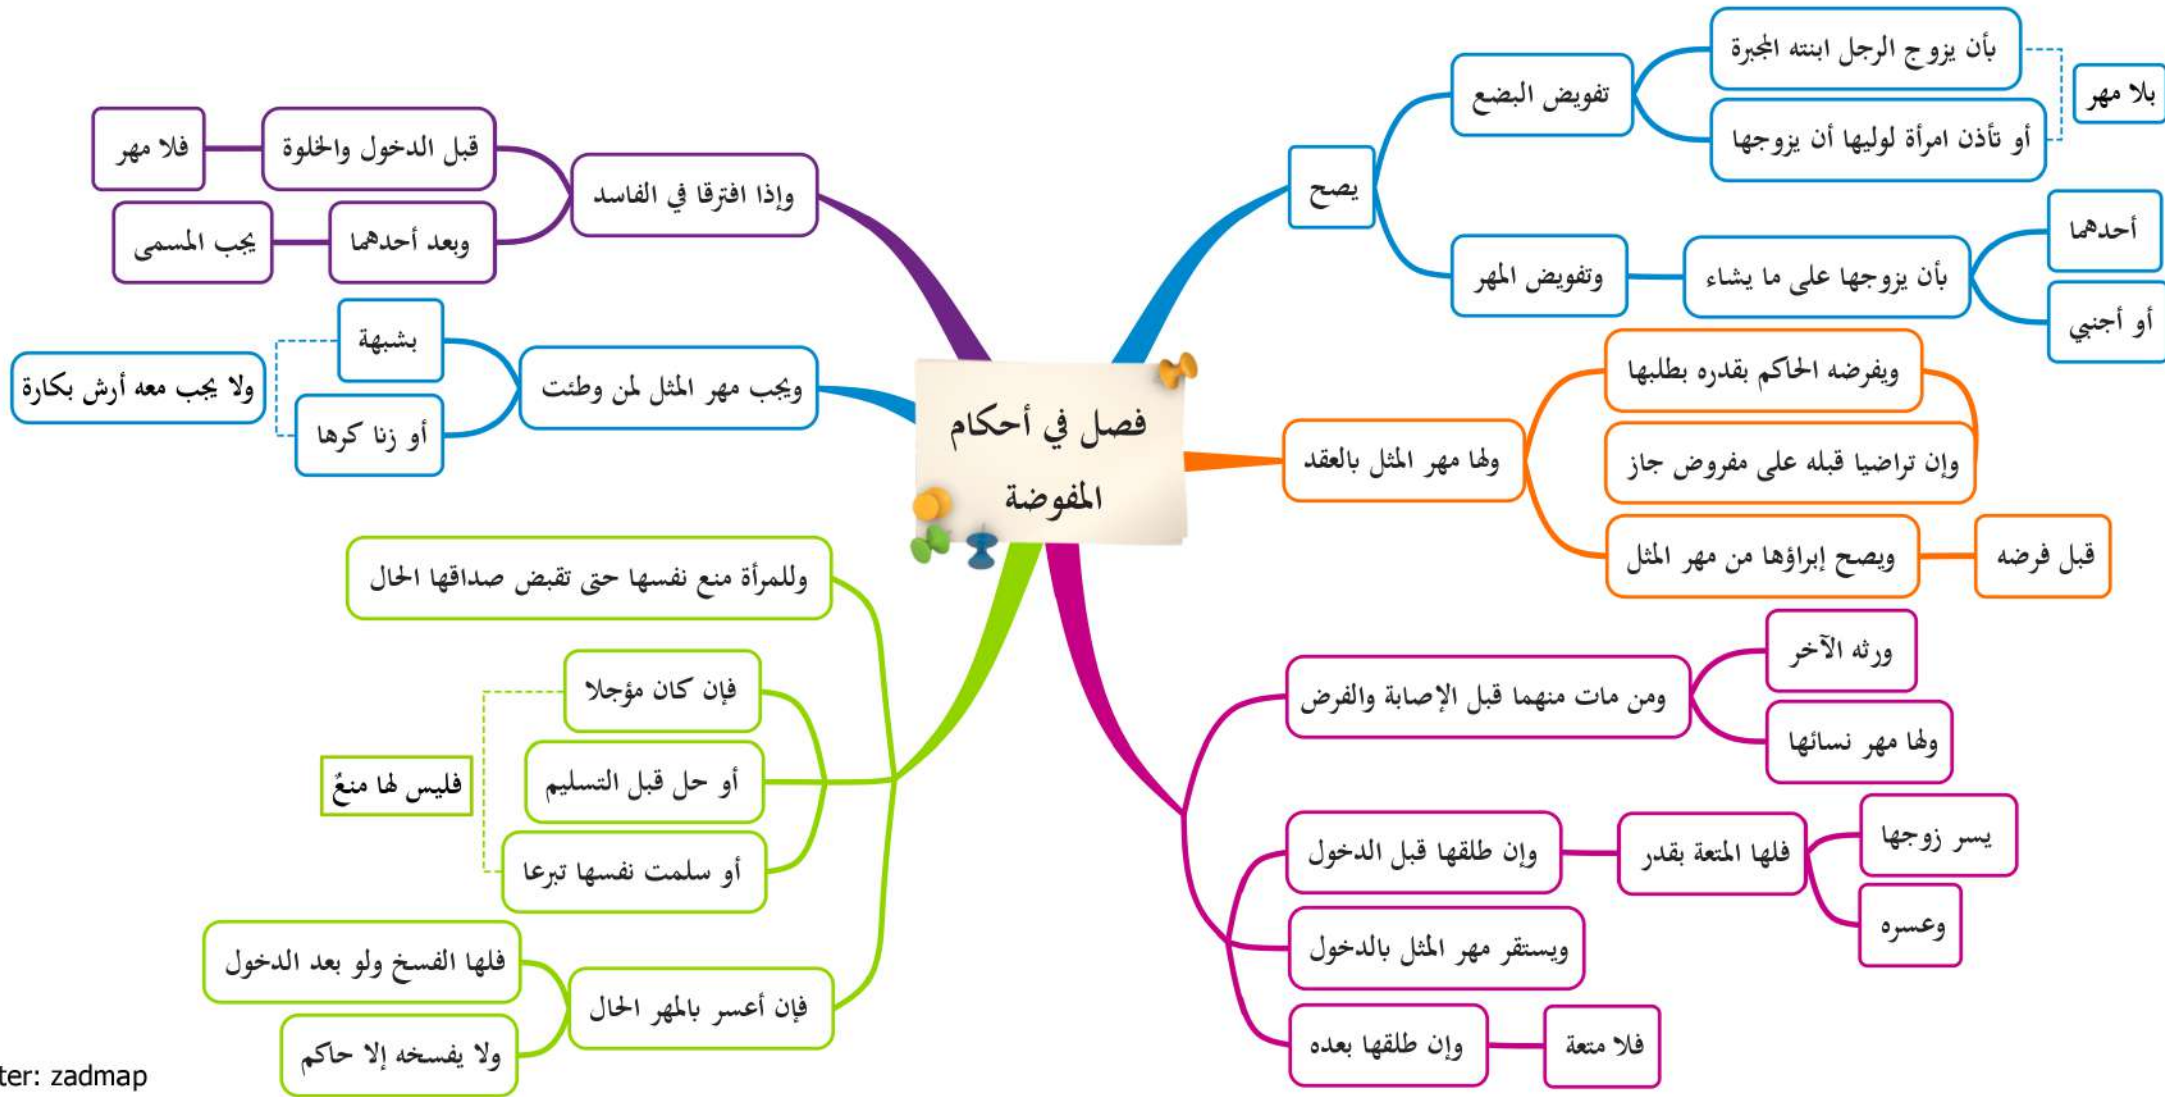 فصل في أحكام
المفوضة
يصح
تفويض البضع
بأن يزوج الرجل ابنته المجبرة
أو تأذن امرأة لوليها أن يزوجها
بلا مهر
وتفويض المهر
بأن يزوجها على ما يشاء
أحدهما
أو أجنبي
ولها مهر المثل بالعقد
ويفرضه الحاكم بقدره بطلبها
وإن تراضيا قبله على مفروض جاز
ويصح إبراؤها من مهر المثل
قبل فرضه
ومن مات منهما قبل الإصابة والفرض
ورثه الآخر
ولها مهر نسائها
وإن طلقها قبل الدخول
فلها المتعة بقدر
يسر زوجها
وعسره
ويستقر مهر المثل بالدخول
وإن طلقها بعده
فلا متعة
وإذا افترقا في الفاسد
قبل الدخول والخلوة
فلا مهر
وبعد أحدهما
يجب المسمى
ويجب مهر المثل لمن وطئت
بشبهة
أو زنا كرها
ولا يجب معه أرش بكارة
وللمرأة منع نفسها حتى تقبض صداقها الحال
فإن كان مؤجلا
أو حل قبل التسليم
أو سلمت نفسها تبرعا
فليس لها منعٌ
فإن أعسر بالمهر الحال
فلها الفسخ ولو بعد الدخول
ولا يفسخه إلا حاكم
ter: zadmap